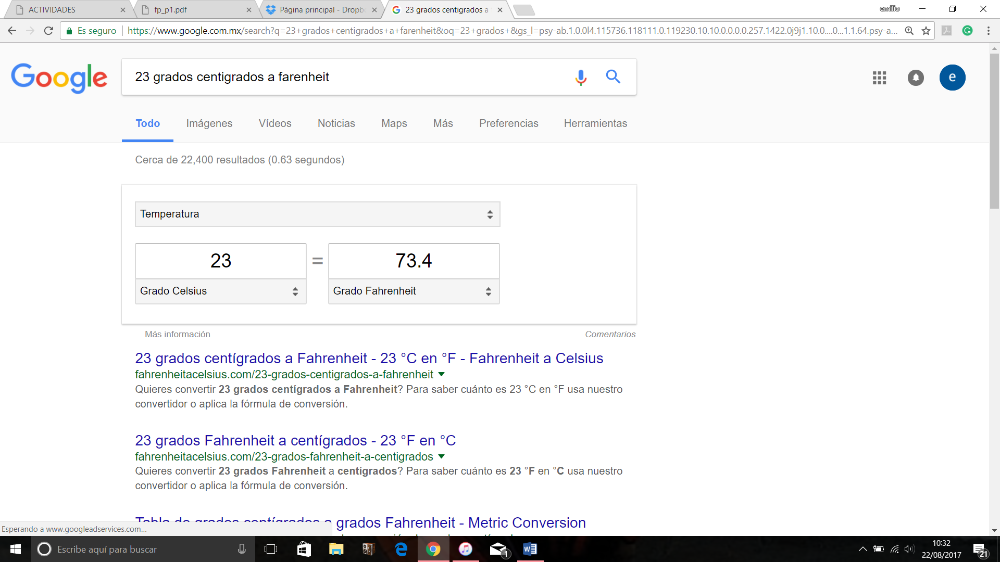 ACTIVIDADES
fp_p1.pdf
Página principal - Dropb
23 grados centigrados a
emilio
Es seguro
https://www.google.com.mx/search?q=23+grados+centigrados+a+farenheit&oq=23+grados+&gs_l=psy-ab.1.0.0l4.115736.118111.0.119230.10.10.0.0.0.0.257.1422.0j9j1.10.0....0...1.1.64.psy-a...
Google
23 grados centigrados a farenheit
e
Todo
Imágenes
Vídeos
Noticias
Maps
Más
Preferencias
Herramientas
Cerca de 22,400 resultados (0.63 segundos)
Temperatura
23 = 73.4
Grado Celsius
Grado Fahrenheit
Más información
Comentarios
23 grados centígrados a Fahrenheit - 23 °C en °F - Fahrenheit a Celsius
fahrenheitacelsius.com/23-grados-centigrados-a-fahrenheit
Quieres convertir 23 grados centígrados a Fahrenheit? Para saber cuánto es 23 °C en °F usa nuestro
convertidor o aplica la fórmula de conversión.
23 grados Fahrenheit a centígrados - 23 °F en °C
fahrenheitacelsius.com/23-grados-fahrenheit-a-centigrados
Quieres convertir 23 grados Fahrenheit a centígrados? Para saber cuánto es 23 °F en °C usa nuestro
convertidor o aplica la fórmula de conversión.
Tabla de grados centígrados a grados Fahrenheit - Metric Conversion
Esperando a www.googleadservices.com...
Escribe aquí para buscar
1
10:32
22/08/2017
21